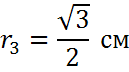 r₃ = √3/2 см